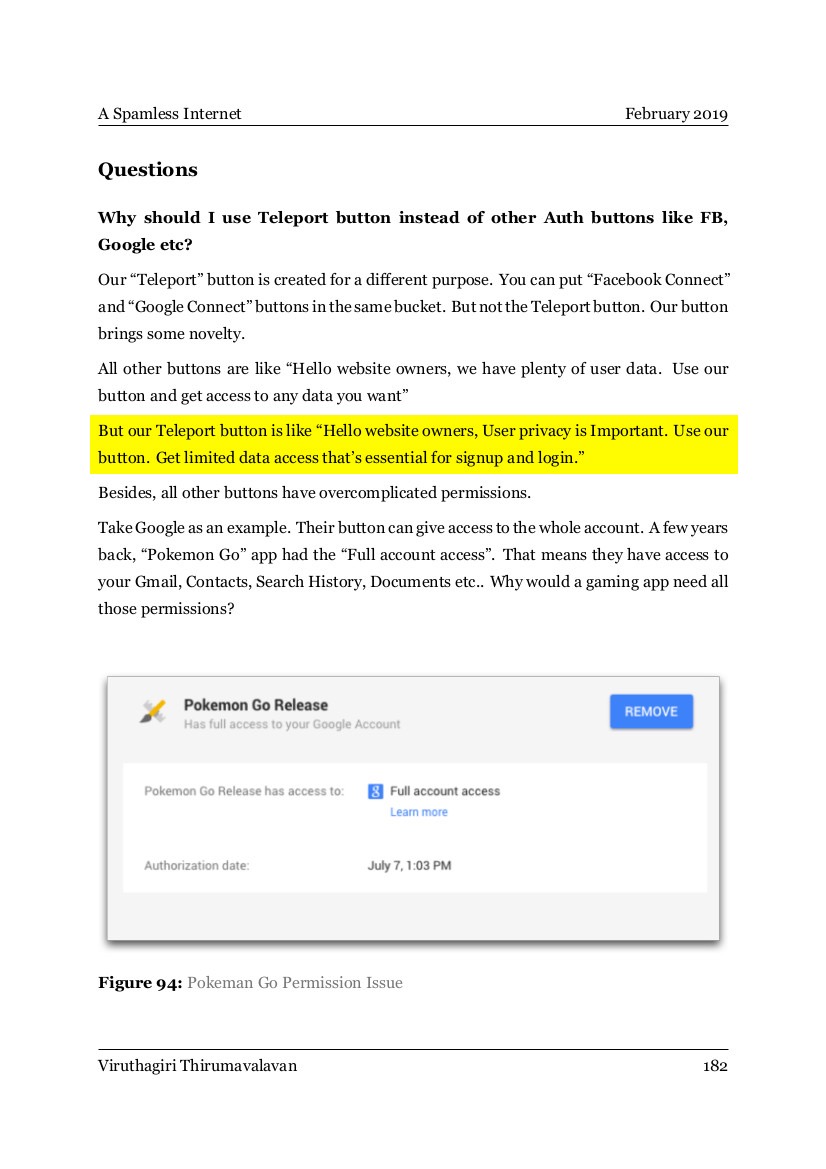 A Spamless Internet February 2019
Questions
Why should I use Teleport button instead of other Auth buttons like FB,
Google etc?
Our “Teleport” button is created for a different purpose. You can put “Facebook Connect”
and “Google Connect” buttons in the same bucket. But not the Teleport button. Our button
brings some novelty.
All other buttons are like “Hello website owners, we have plenty of user data. Use our
button and get access to any data you want”
But our Teleport button is like “Hello website owners, User privacy is Important. Use our
button. Get limited data access that’s essential for signup and login.”
Besides, all other buttons have overcomplicated permissions.
Take Google as an example. Their button can give access to the whole account. A few years
back, “Pokemon Go” app had the “Full account access”. That means they have access to
your Gmail, Contacts, Search History, Documents etc.. Why would a gaming app need all
those permissions?
Pokemon Go Release
Has full access to your Google Account
REMOVE
Pokemon Go Release has access to: 8 Full account access
Learn more
Authorization date: July 7, 1:03 PM
Figure 94: Pokeman Go Permission Issue
Viruthagiri Thirumavalavan 182